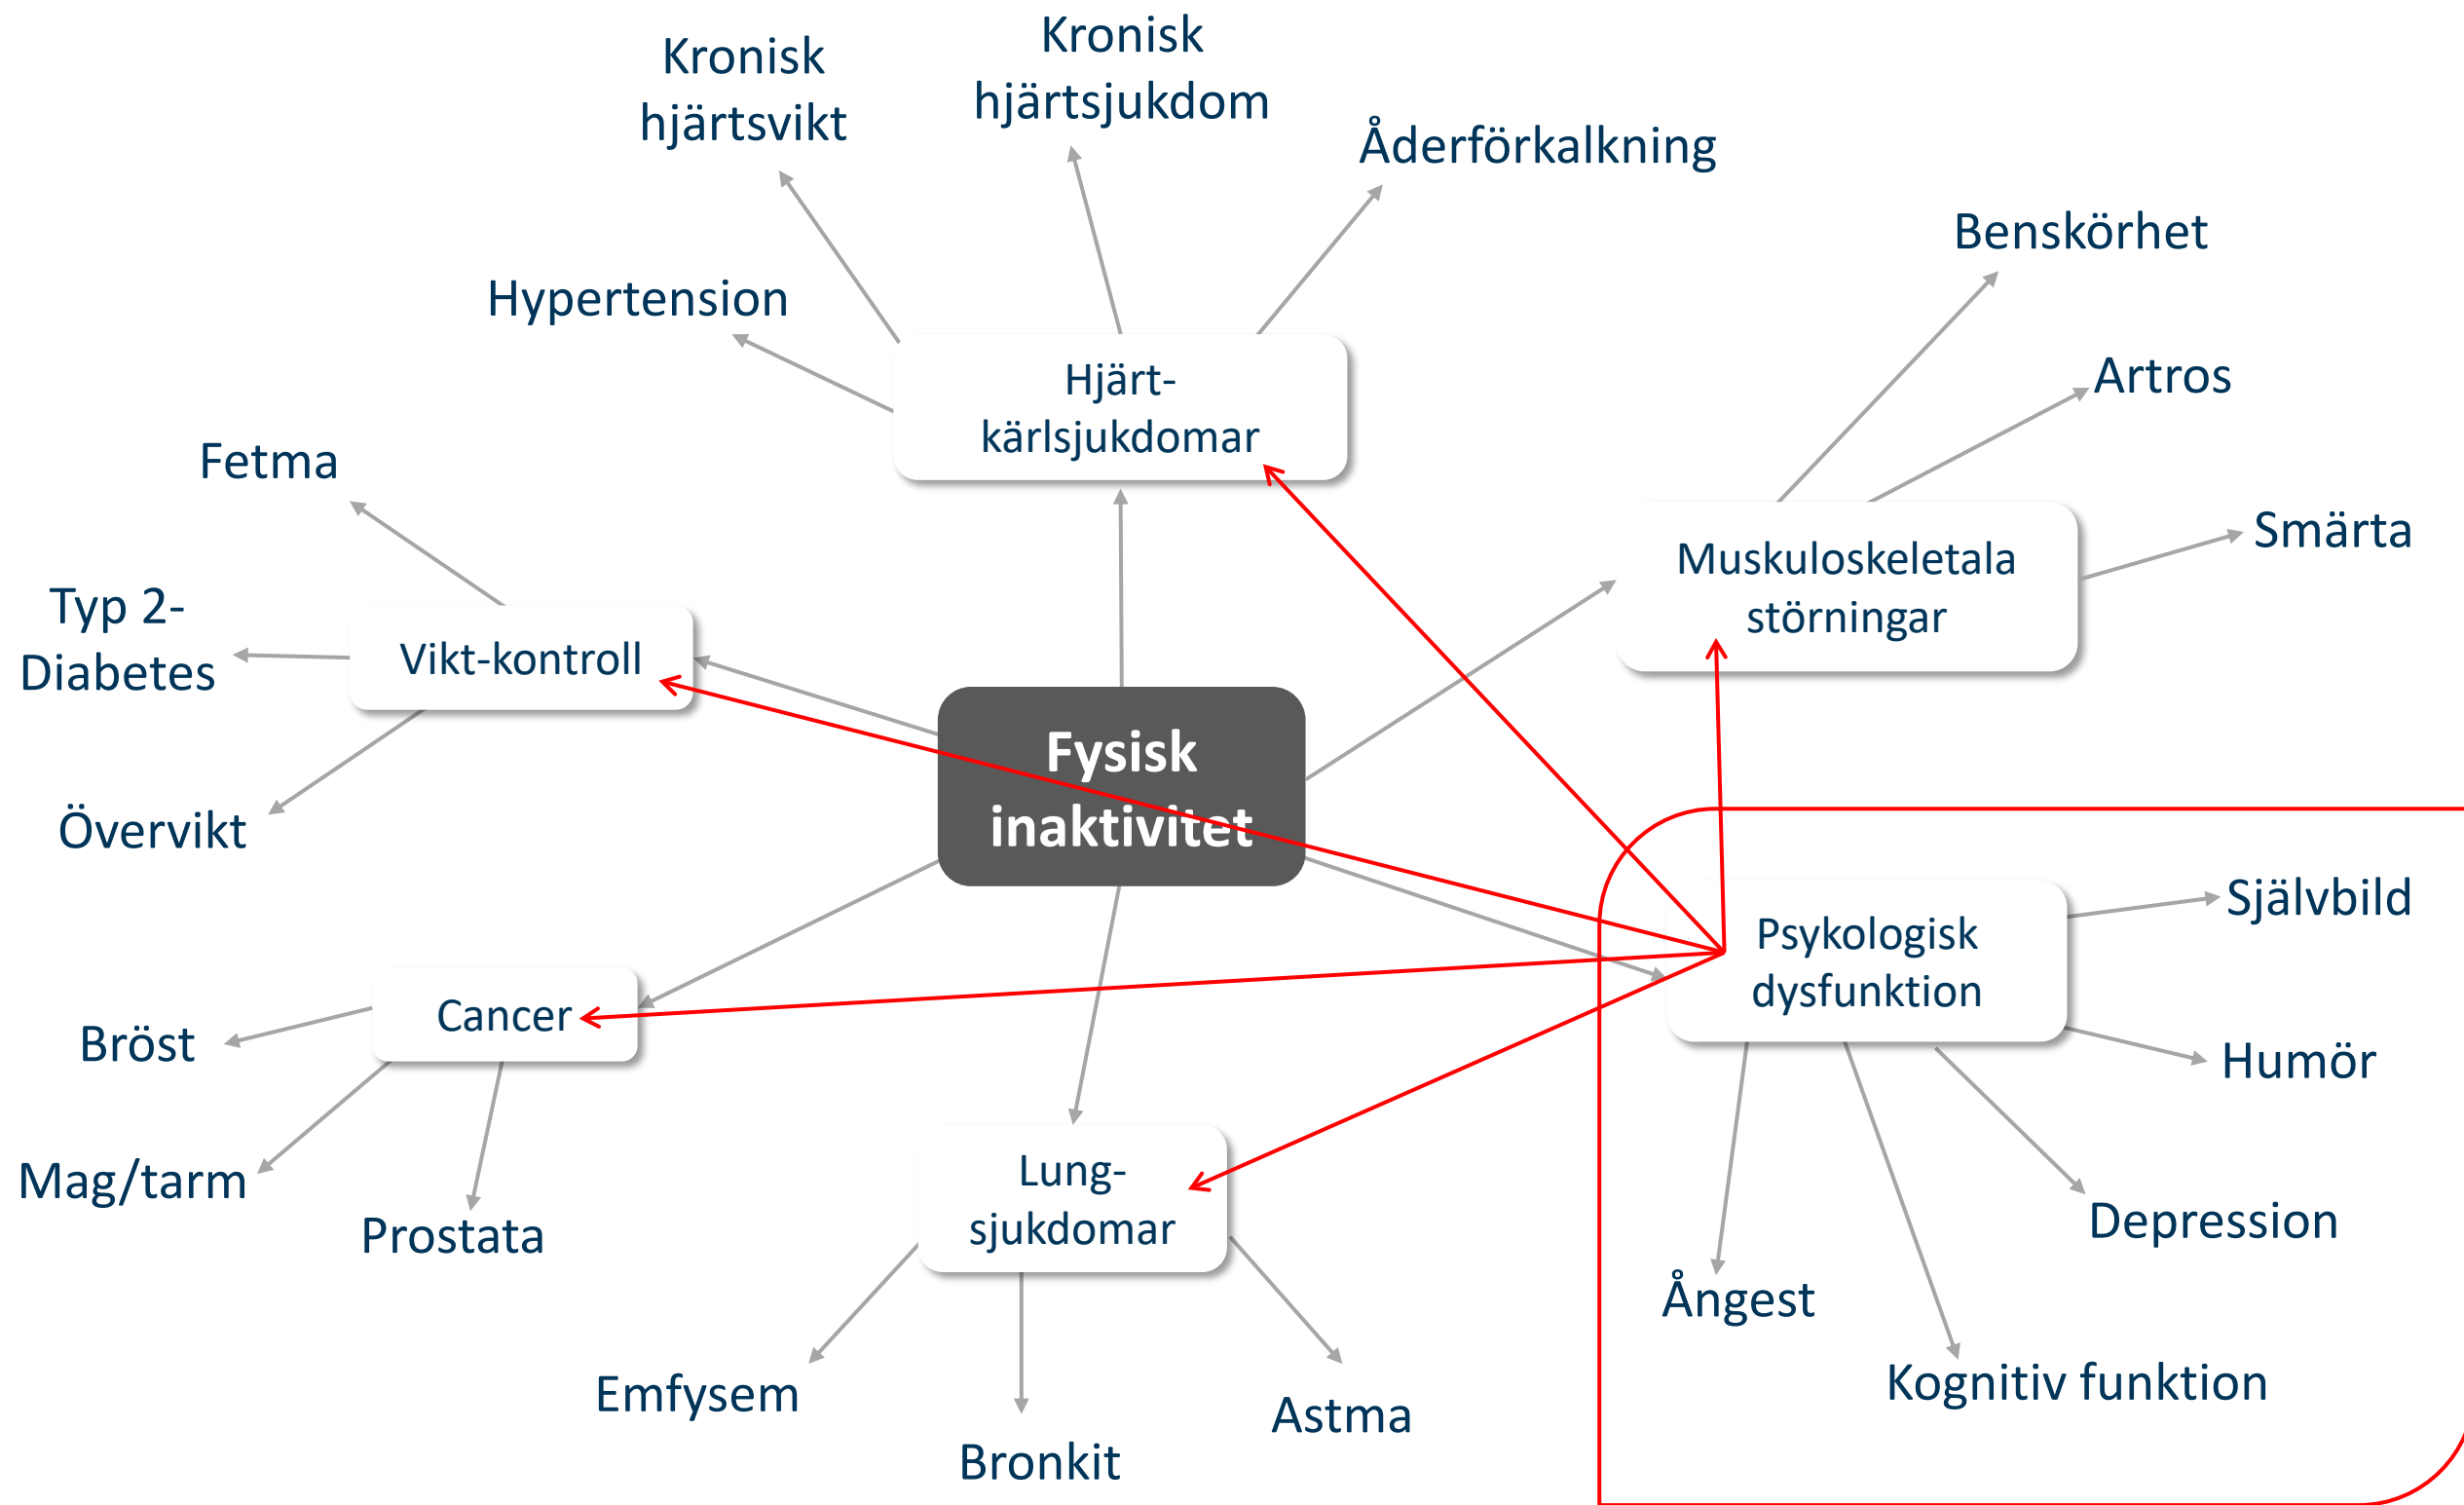 Kronisk
hjärtsvikt
Kronisk
hjärtsjukdom
Åderförkalkning
Benskörhet
Hypertension
Hjärt-
kärlsjukdomar
Artros
Fetma
Smärta
Muskuloskeletala
störningar
Typ 2-
Diabetes
Vikt-kontroll
Fysisk
inaktivitet
Övervikt
Självbild
Psykologisk
dysfunktion
Cancer
Bröst
Humör
Mag/tarm
Prostata
Lung-
sjukdomar
Depression
Ångest
Kognitiv funktion
Emfysem
Astma
Bronkit